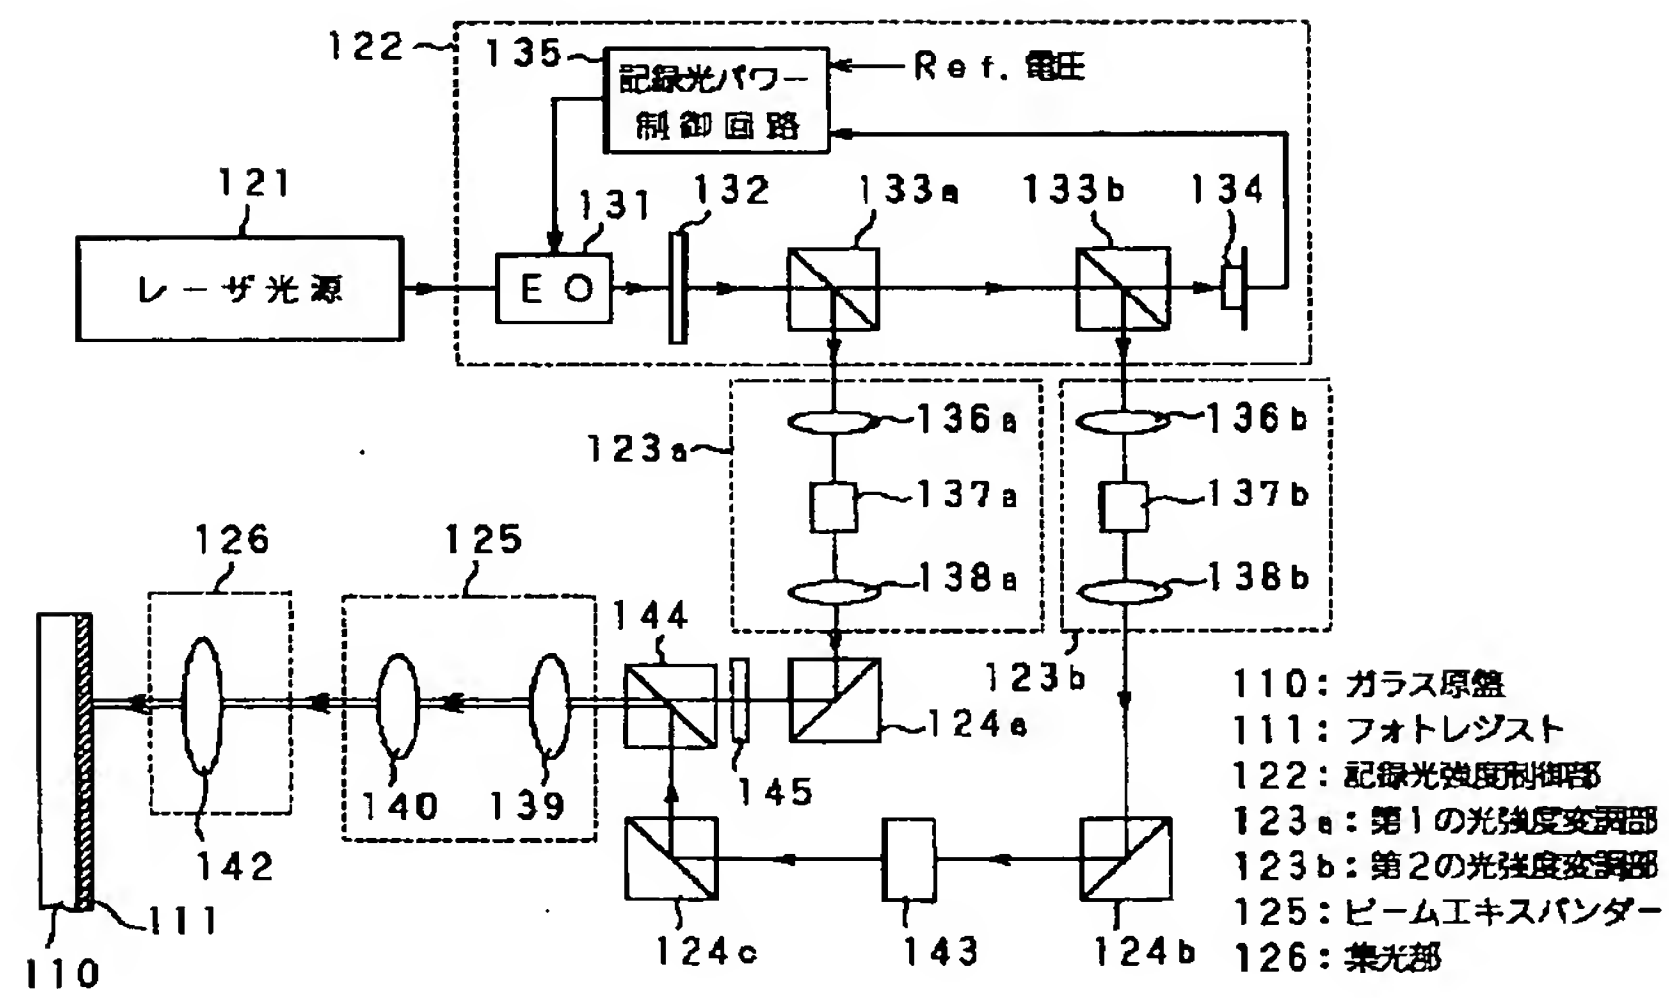 122
135
記録光パワー
制御回路
Ref. 電圧
121
レーザ光源
131
EO
132
133a
133b
134
136a
136b
123a
137a
137b
138a
138b
126
125
144
123b
124a
140
139
145
142
111
110
124c
143
124b
110: ガラス原盤
111: フォトレジスト
122: 記録光強度制御部
123a: 第1の光強度変調部
123b: 第2の光強度変調部
125: ビームエキスパンダー
126: 集光部